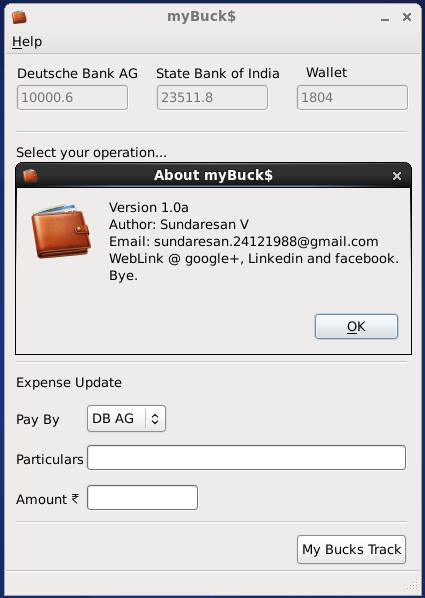 myBuck$
Help
Deutsche Bank AG State Bank of India Wallet
10000.6 23511.8 1804
Select your operation...
About myBuck$
Version 1.0a
Author: Sundaresan V
Email: sundaresan.24121988@gmail.com
WebLink @ google+, Linkedin and facebook.
Bye.
OK
Expense Update
Pay By DB AG
Particulars
Amount ₹
My Bucks Track